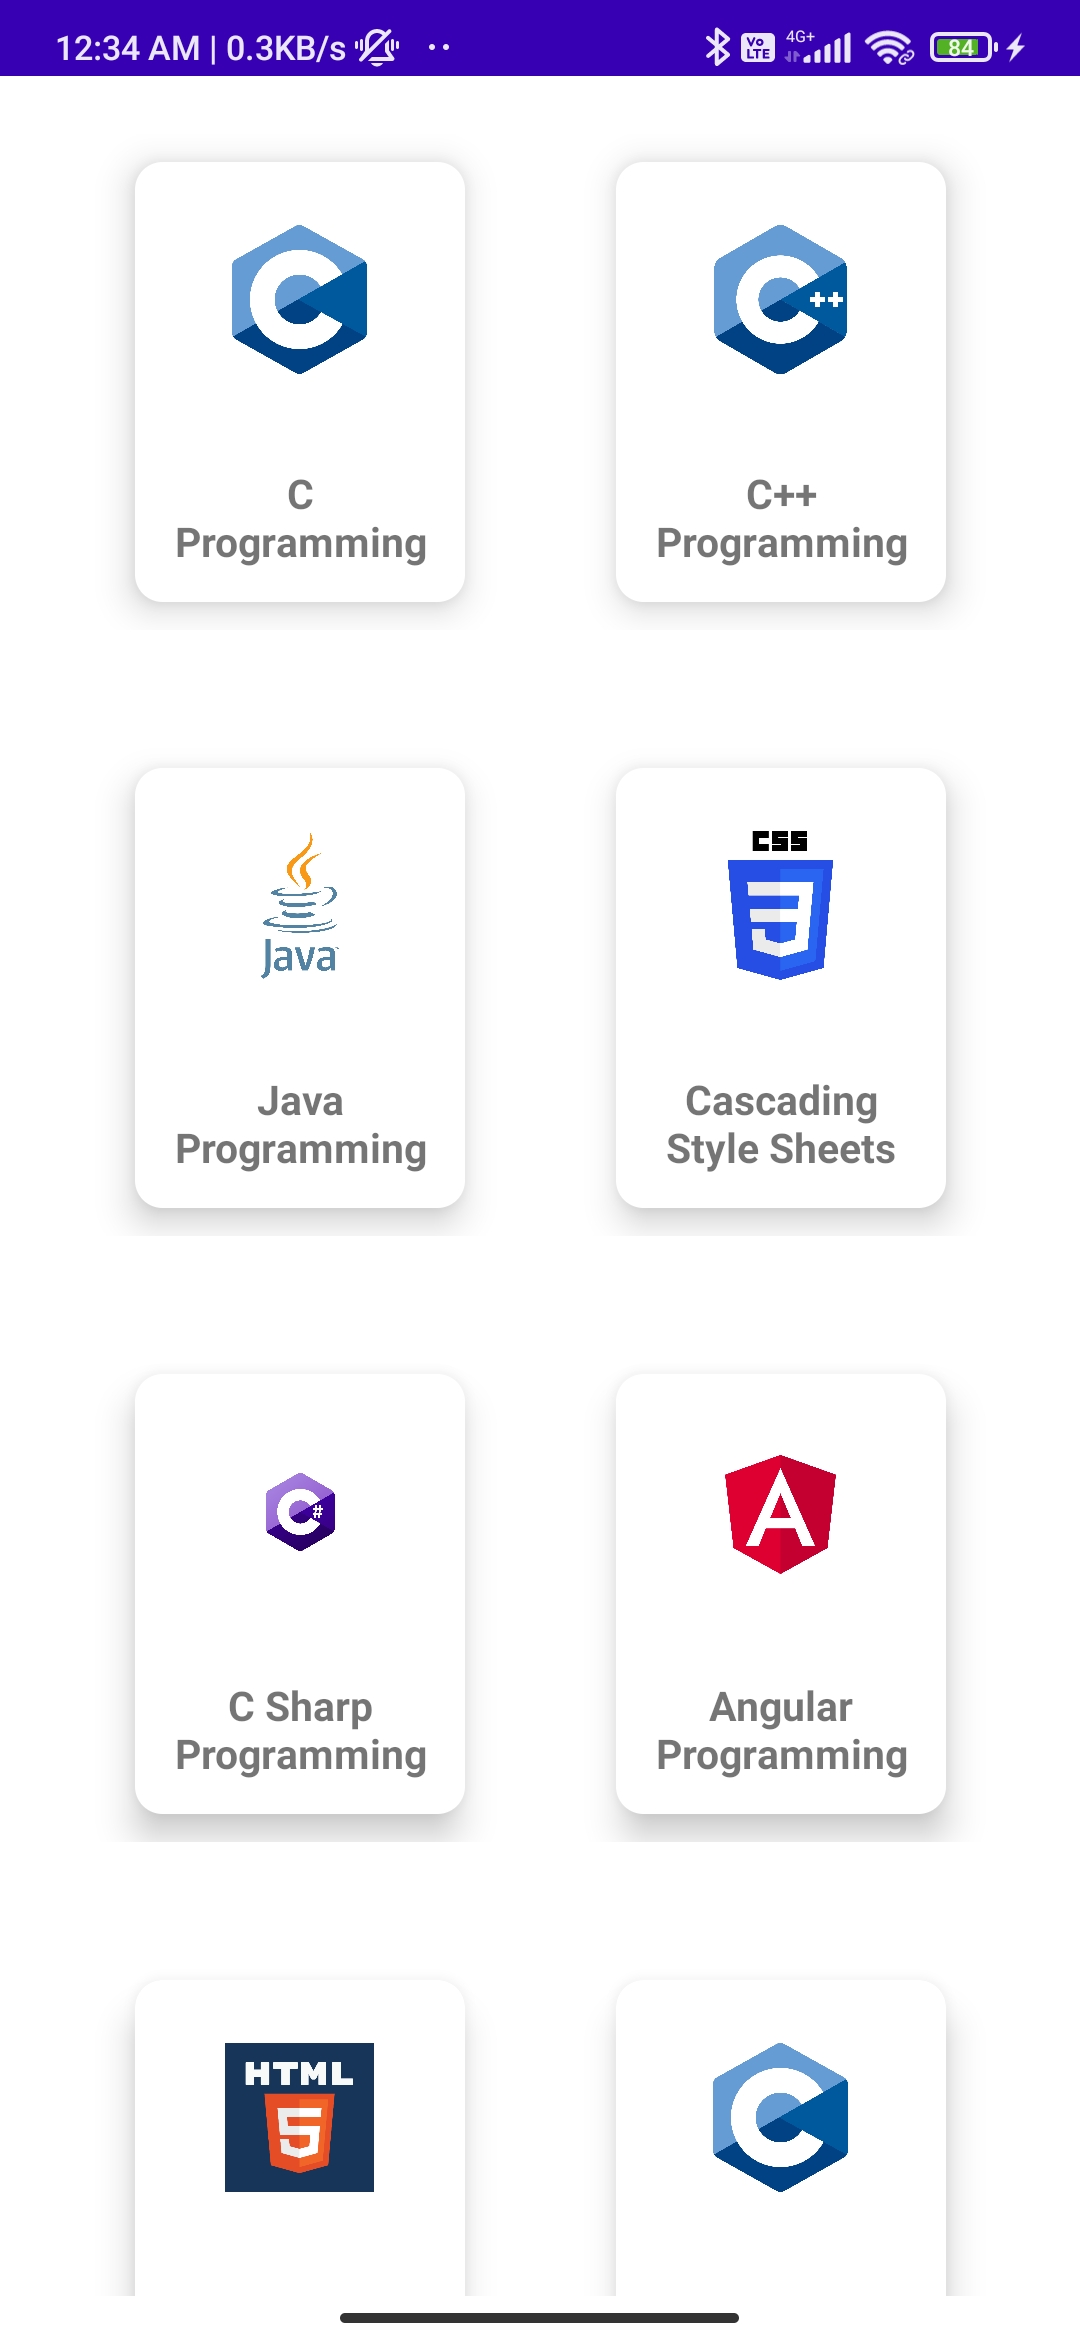 12:34 AM | 0.3KB/s
Vo LTE
4G+
84
C
C++
++
C
Programming
C++
Programming
Java
CSS
3
Java
Programming
Cascading
Style Sheets
C#
A
C Sharp
Programming
Angular
Programming
HTML
5
C